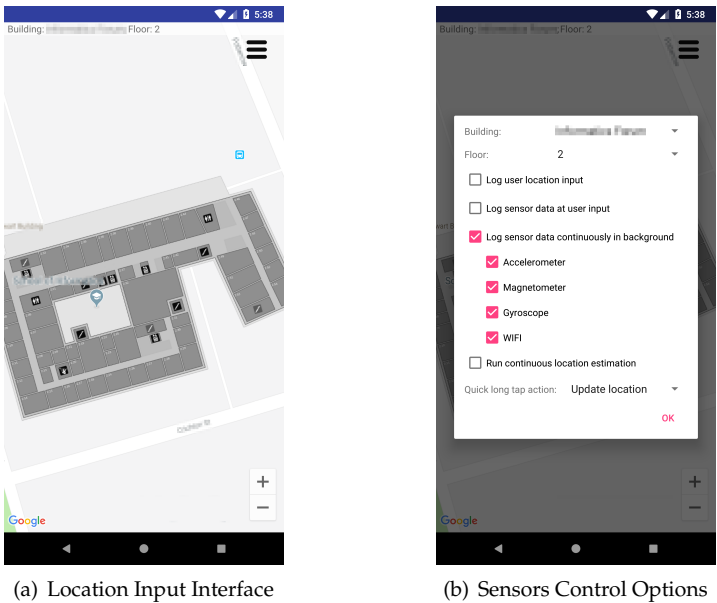 5:38
Building: Floor: 2
Google
(a) Location Input Interface
5:38
Building: Floor: 2
Building:
Floor: 2
Log user location input
Log sensor data at user input
Log sensor data continuously in background
Accelerometer
Magnetometer
Gyroscope
WIFI
Run continuous location estimation
Quick long tap action: Update location
OK
Google
(b) Sensors Control Options